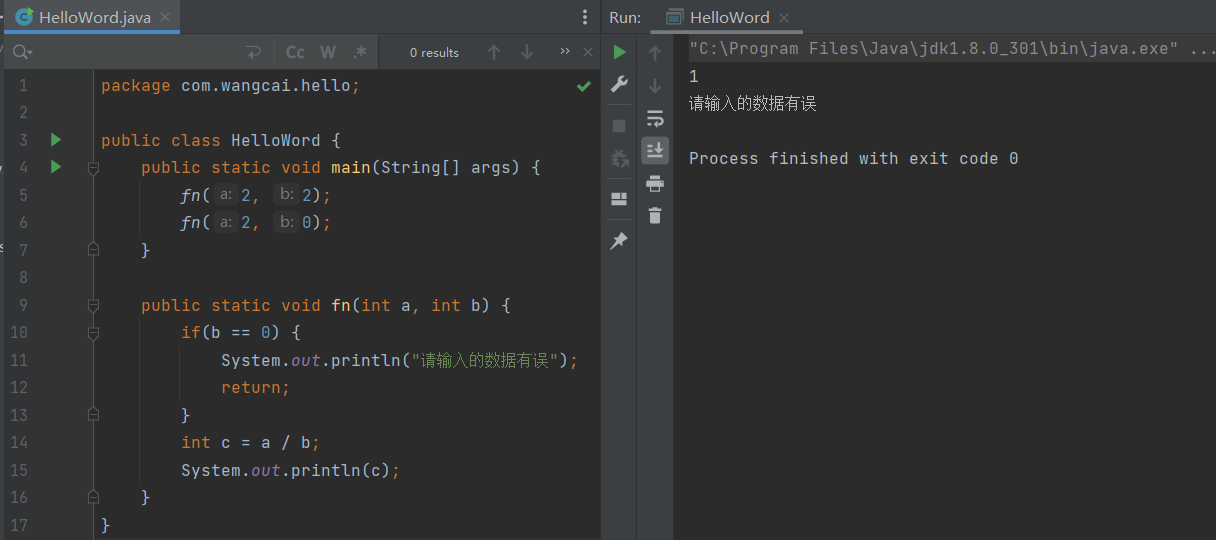 HelloWord.java
Cc W .*
0 results
1 package com.wangcai.hello;
2
3 public class HelloWord {
4 public static void main(String[] args) {
5 fn( a: 2, b: 2);
6 fn( a: 2, b: 0);
7 }
8
9 public static void fn(int a, int b) {
10 if(b == 0) {
11 System.out.println("请输入的数据有误");
12 return;
13 }
14 int c = a / b;
15 System.out.println(c);
16 }
17 }
Run: HelloWord
"C:\Program Files\Java\jdk1.8.0_301\bin\java.exe" ...
1
请输入的数据有误
Process finished with exit code 0